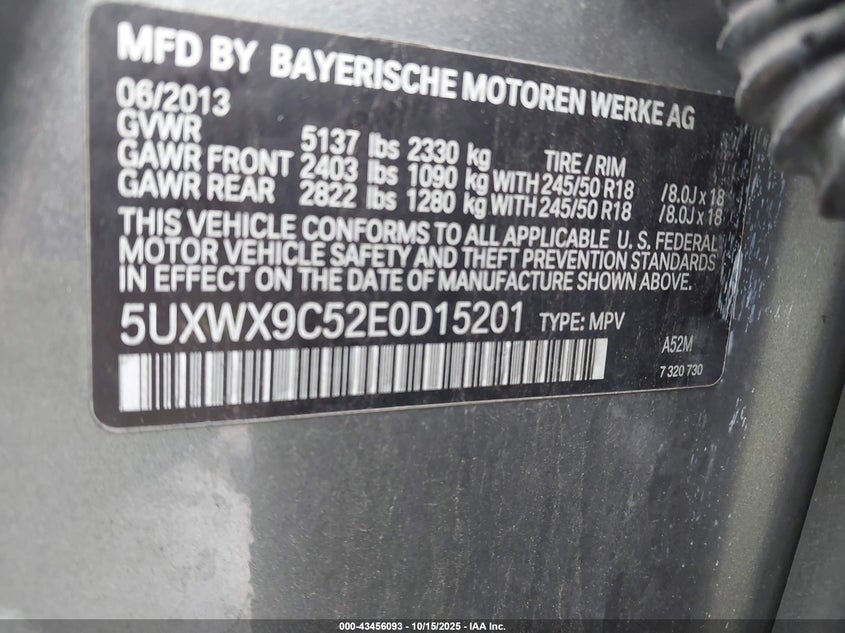 MFD BY BAYERISCHE MOTOREN WERKE AG
06/2013
GVWR 5137 lbs 2330 kg TIRE / RIM
GAWR FRONT 2403 lbs 1090 kg WITH 245/50 R18 /8.0J x 18
GAWR REAR 2822 lbs 1280 kg WITH 245/50 R18 /8.0J x 18
THIS VEHICLE CONFORMS TO ALL APPLICABLE U. S. FEDERAL
MOTOR VEHICLE SAFETY AND THEFT PREVENTION STANDARDS
IN EFFECT ON THE DATE OF MANUFACTURE SHOWN ABOVE.
5UXWX9C52E0D15201 TYPE: MPV
A52M
7 320 730
000-43456093 - 10/15/2025 - IAA Inc.